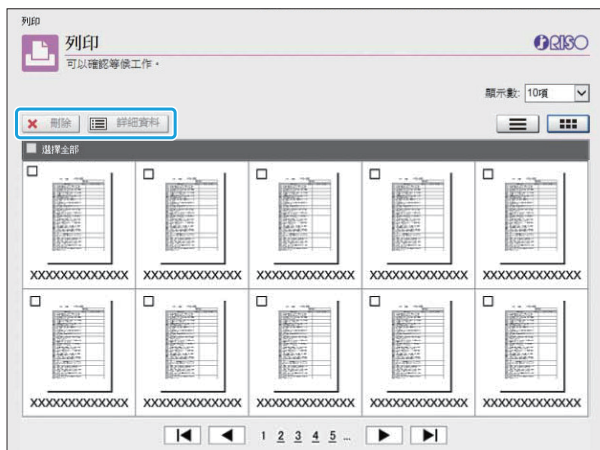 列印
列印
可以確認等候工作。
RISO
顯示數: 10項
刪除 詳細資料
選擇全部
XXXXXXXXXXXXX XXXXXXXXXXXXX XXXXXXXXXXXXX XXXXXXXXXXXXX XXXXXXXXXXXXX
XXXXXXXXXXXXX XXXXXXXXXXXXX XXXXXXXXXXXXX XXXXXXXXXXXXX XXXXXXXXXXXXX
1 2 3 4 5 ...